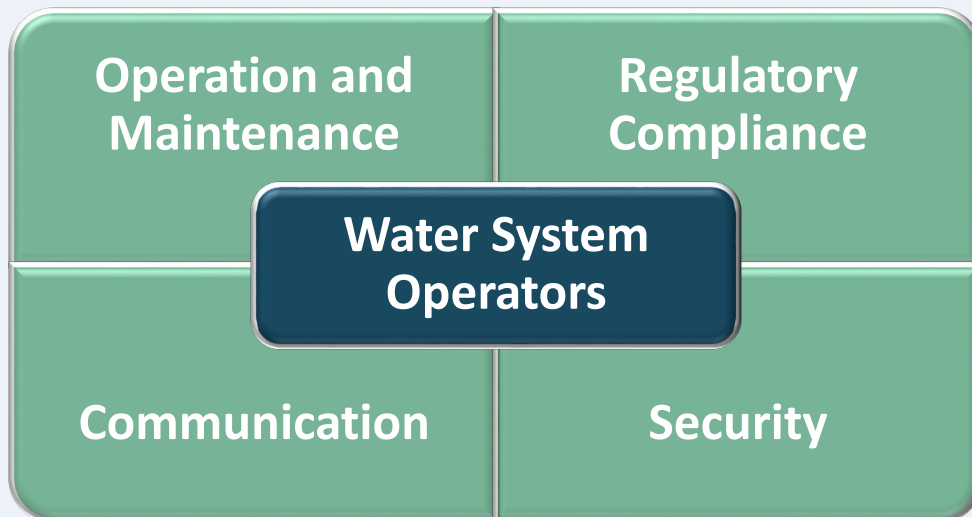 Operation and
Maintenance
Regulatory
Compliance
Water System
Operators
Communication
Security